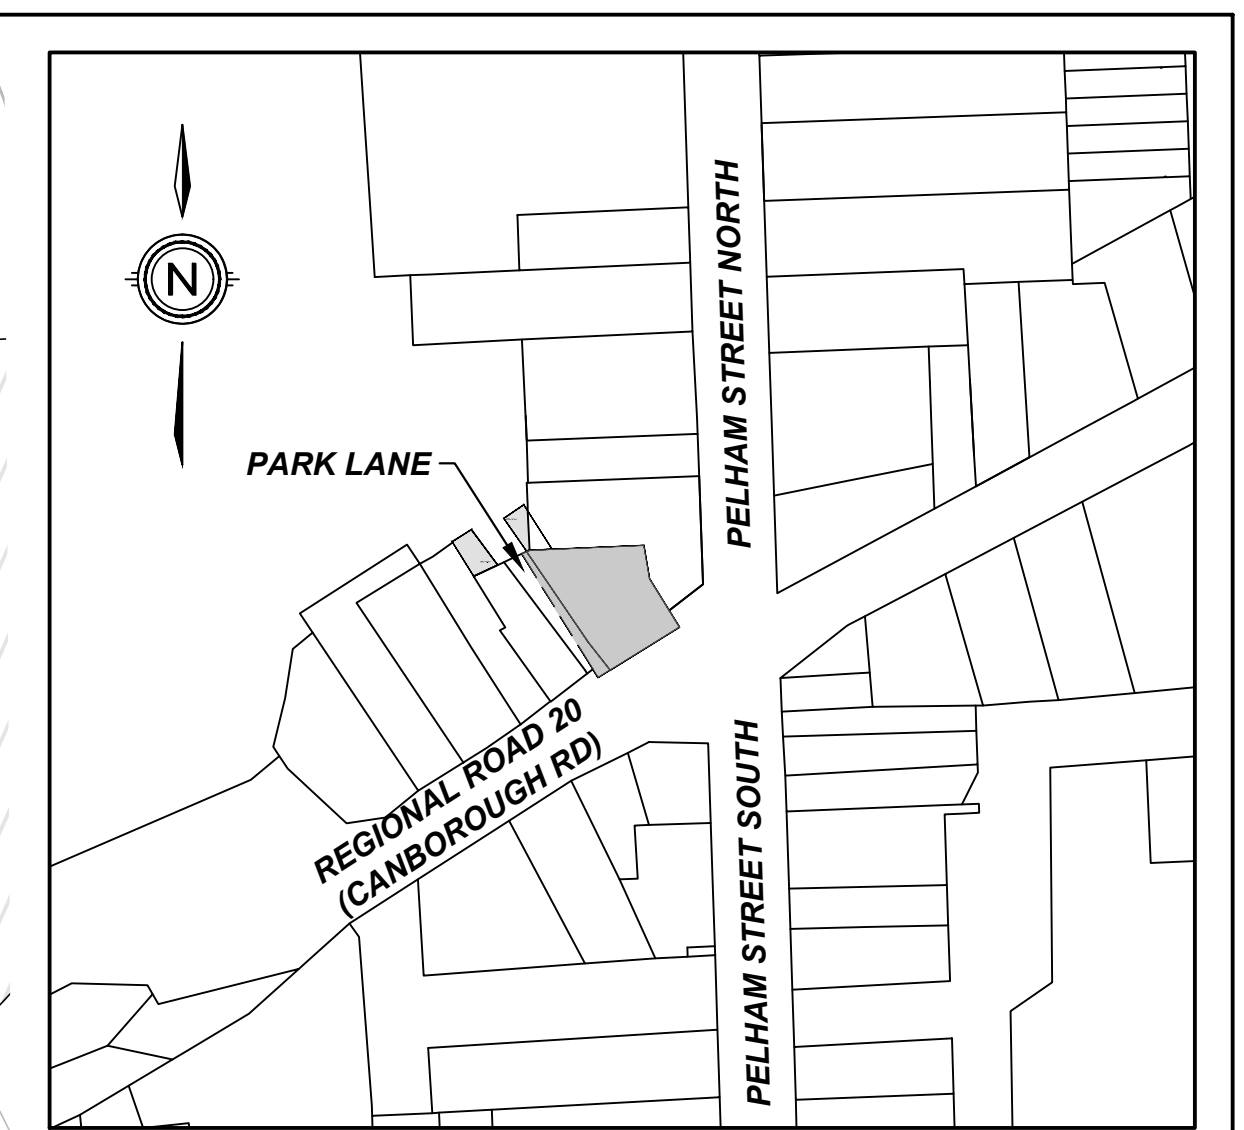 PELHAM STREET NORTH
N
PARK LANE
REGIONAL ROAD 20
(CANBOROUGH RD)
PELHAM STREET SOUTH